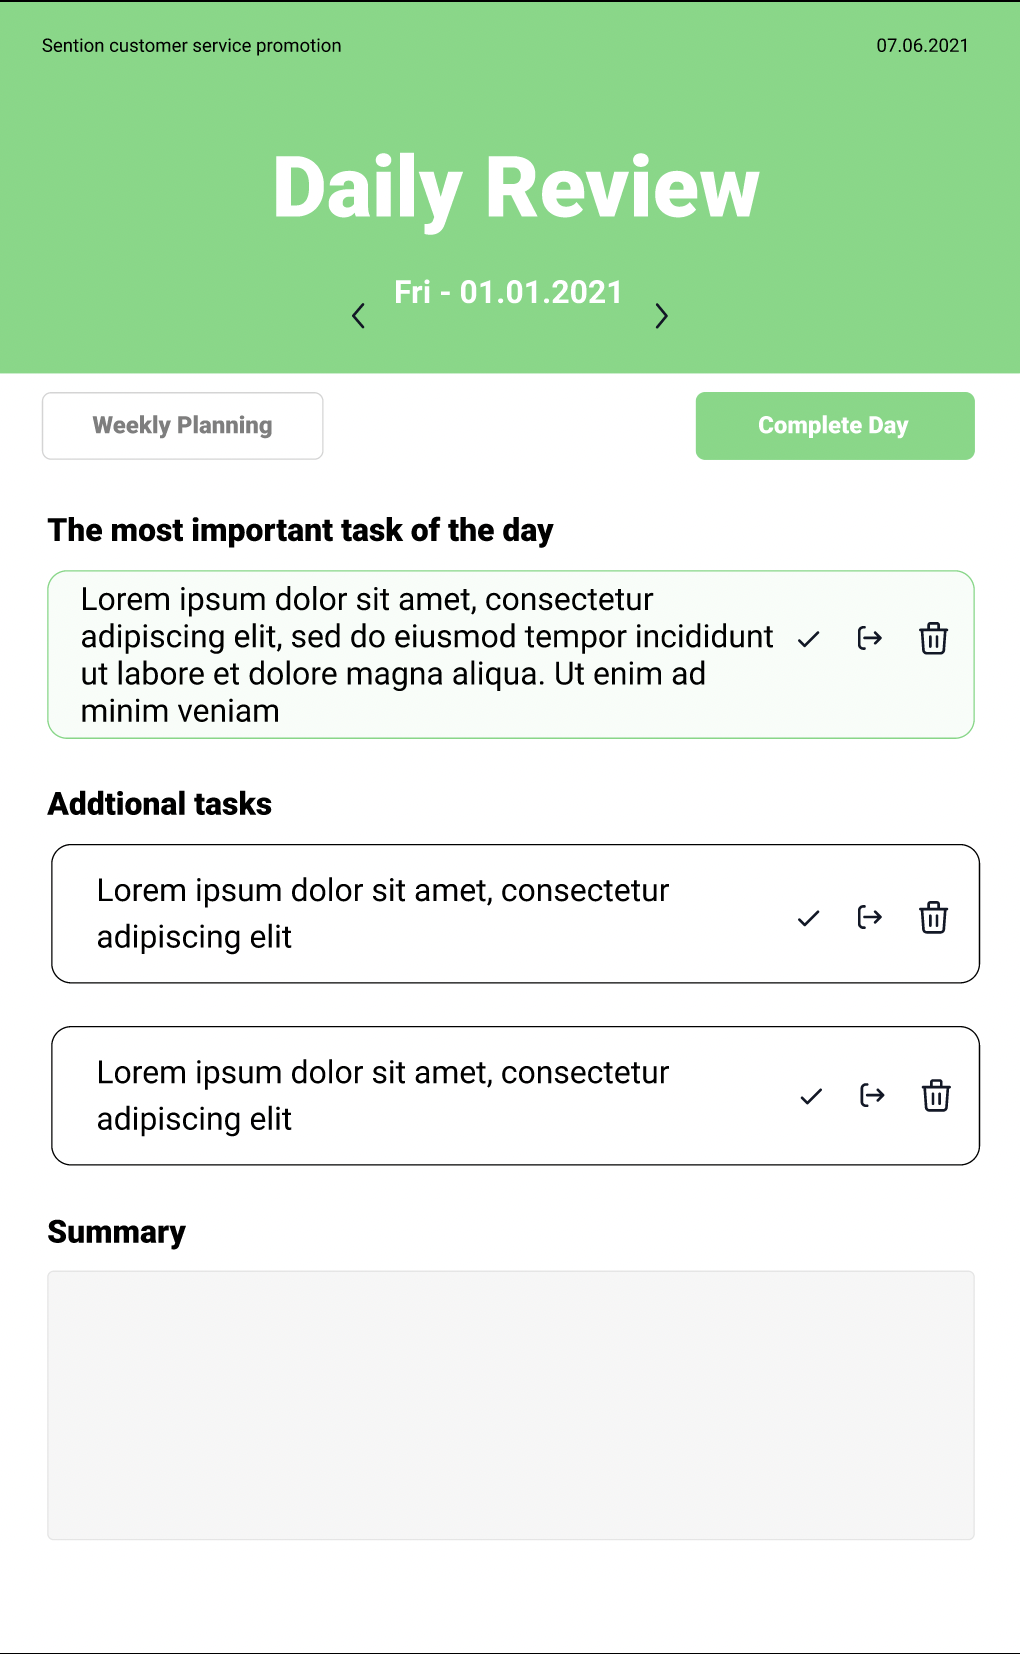 Sention customer service promotion
07.06.2021
Daily Review
Fri - 01.01.2021
Weekly Planning
Complete Day
The most important task of the day
Lorem ipsum dolor sit amet, consectetur
adipiscing elit, sed do eiusmod tempor incididunt
ut labore et dolore magna aliqua. Ut enim ad
minim veniam
Addtional tasks
Lorem ipsum dolor sit amet, consectetur
adipiscing elit
Lorem ipsum dolor sit amet, consectetur
adipiscing elit
Summary